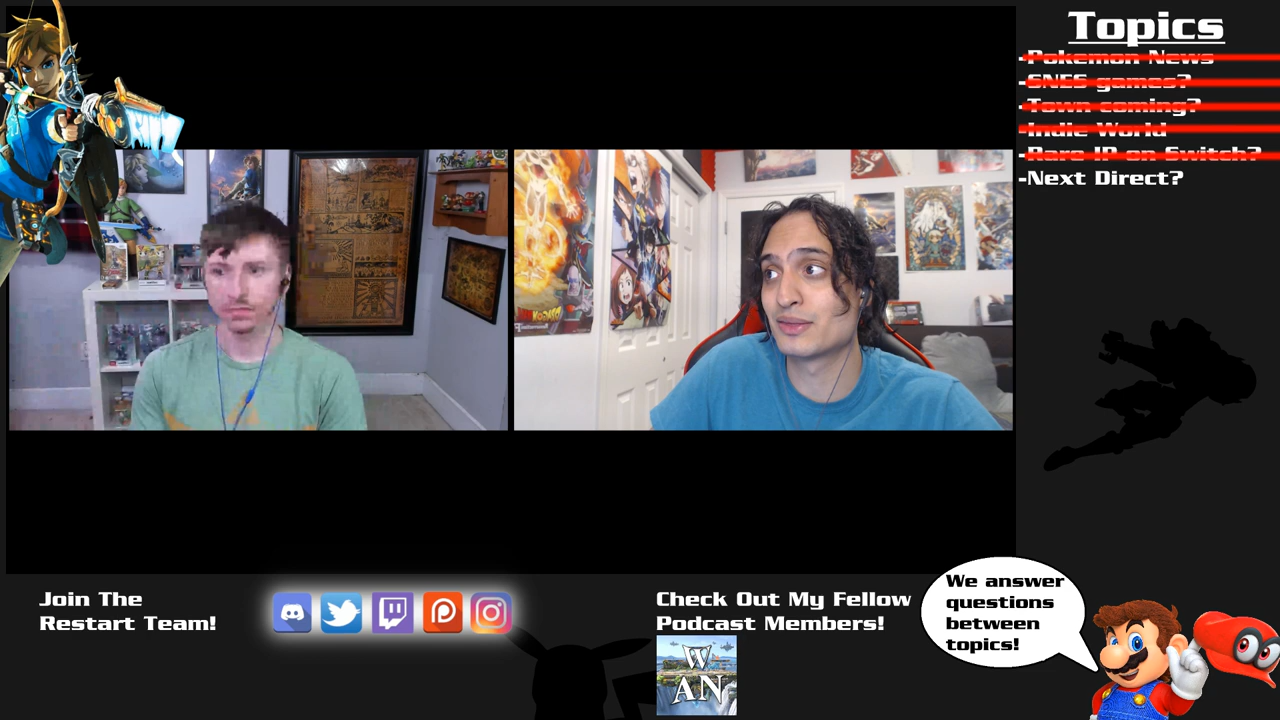 Topics
-Pokemon News
-SNES games?
-Town coming?
-Indie World
-Rare IP on Switch?
-Next Direct?
Join The
Restart Team!
Check Out My Fellow
Podcast Members!
W
AN
We answer
questions
between
topics!